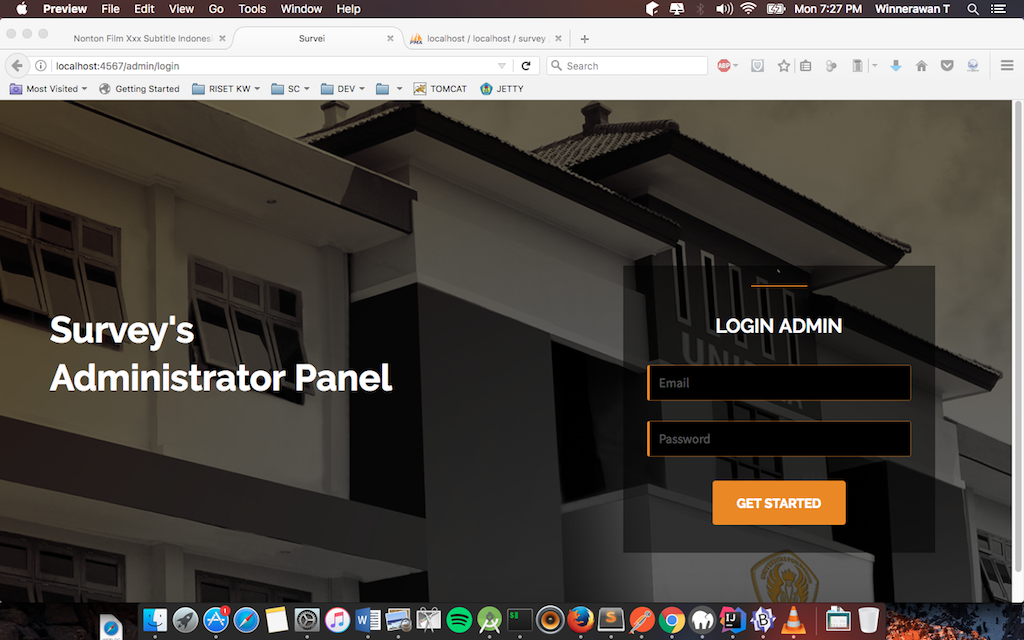 Preview File Edit View Go Tools Window Help Mon 7:27 PM Winnerawan T
Nonton Film Xxx Subtitle Indones Survei localhost / localhost / survey
localhost:4567/admin/login Search
Most Visited Getting Started RISET KW SC DEV TOMCAT JETTY
Survey's
Administrator Panel
LOGIN ADMIN
Email
Password
GET STARTED